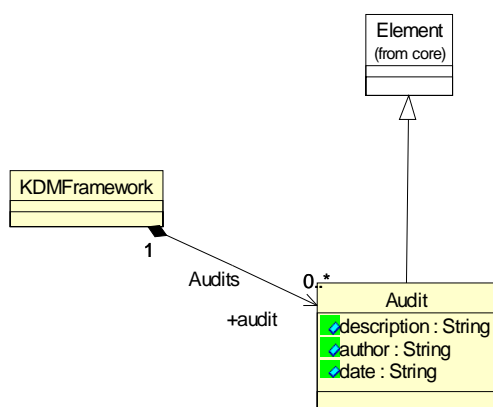 Element
(from core)
KDMFramework
1
Audits
0..*
+audit
Audit
description : String
author : String
date : String